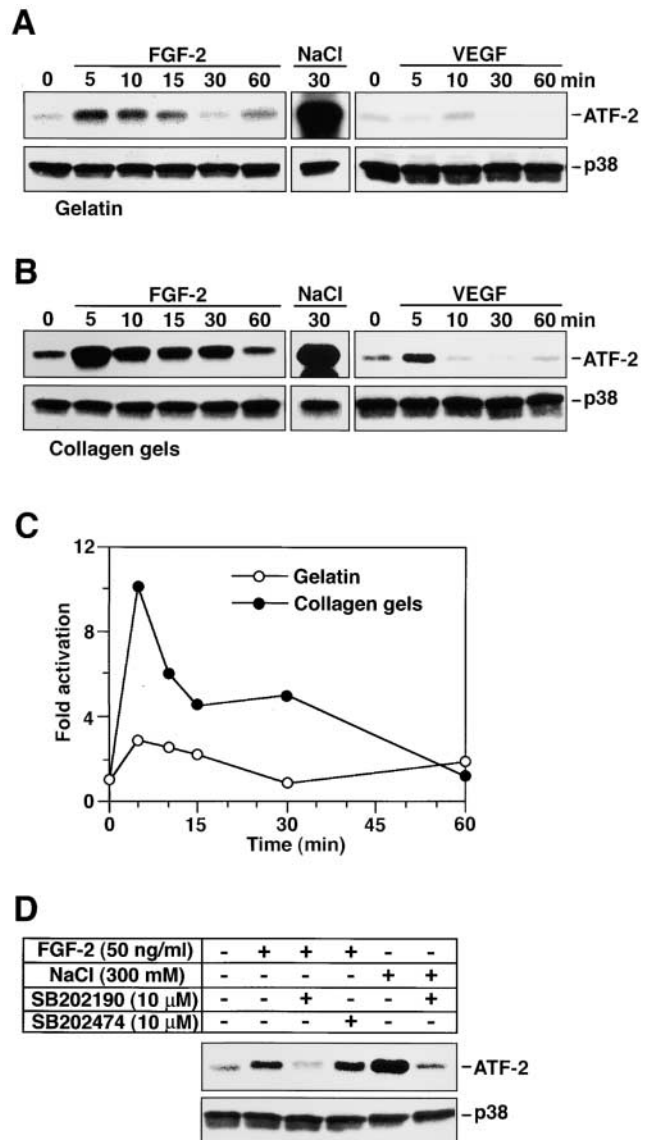 A
FGF-2 NaCl VEGF
0 5 10 15 30 60 30 0 5 10 30 60 min
ATF-2
p38
Gelatin
B
FGF-2 NaCl VEGF
0 5 10 15 30 60 30 0 5 10 30 60 min
ATF-2
p38
Collagen gels
C
12
8
4
0
Fold activation
Gelatin
Collagen gels
0 15 30 45 60
Time (min)
D
FGF-2 (50 ng/ml) - + + + - -
NaCl (300 mM) - - - - + +
SB202190 (10 μM) - - + - - +
SB202474 (10 μM) - - - + - -
ATF-2
p38